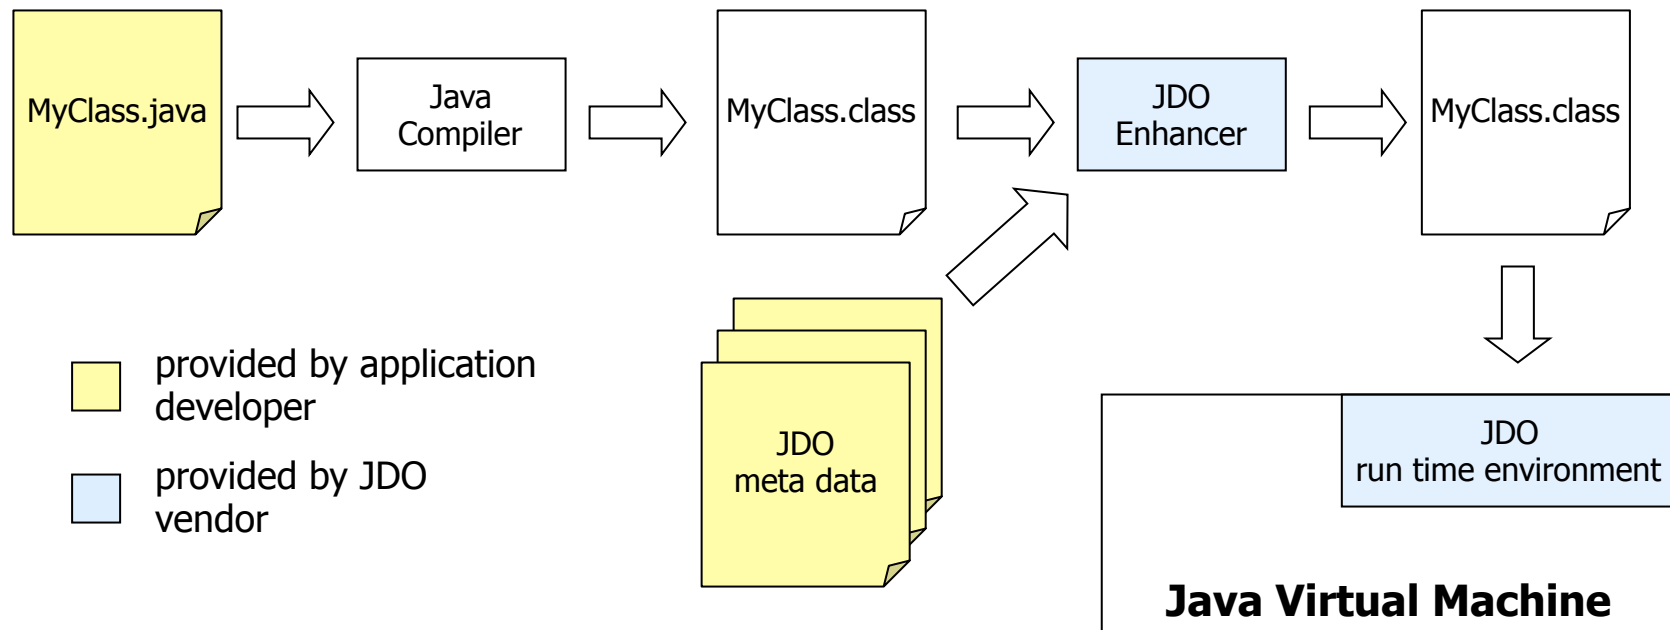 MyClass.java
Java
Compiler
MyClass.class
JDO
Enhancer
MyClass.class
provided by application
developer
provided by JDO
vendor
JDO
meta data
JDO
run time environment
Java Virtual Machine